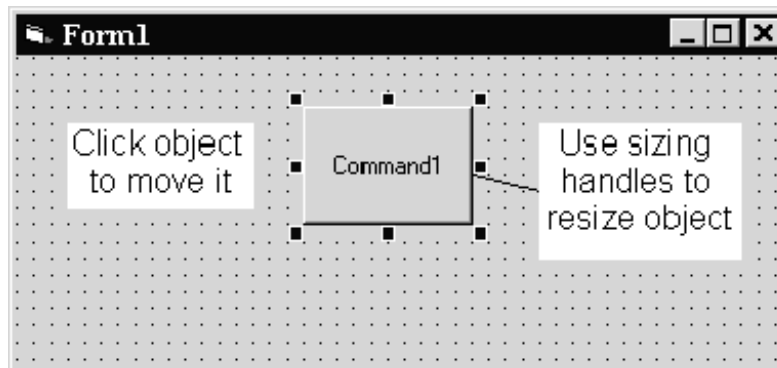 Form1
Click object
to move it
Command1
Use sizing
handles to
resize object